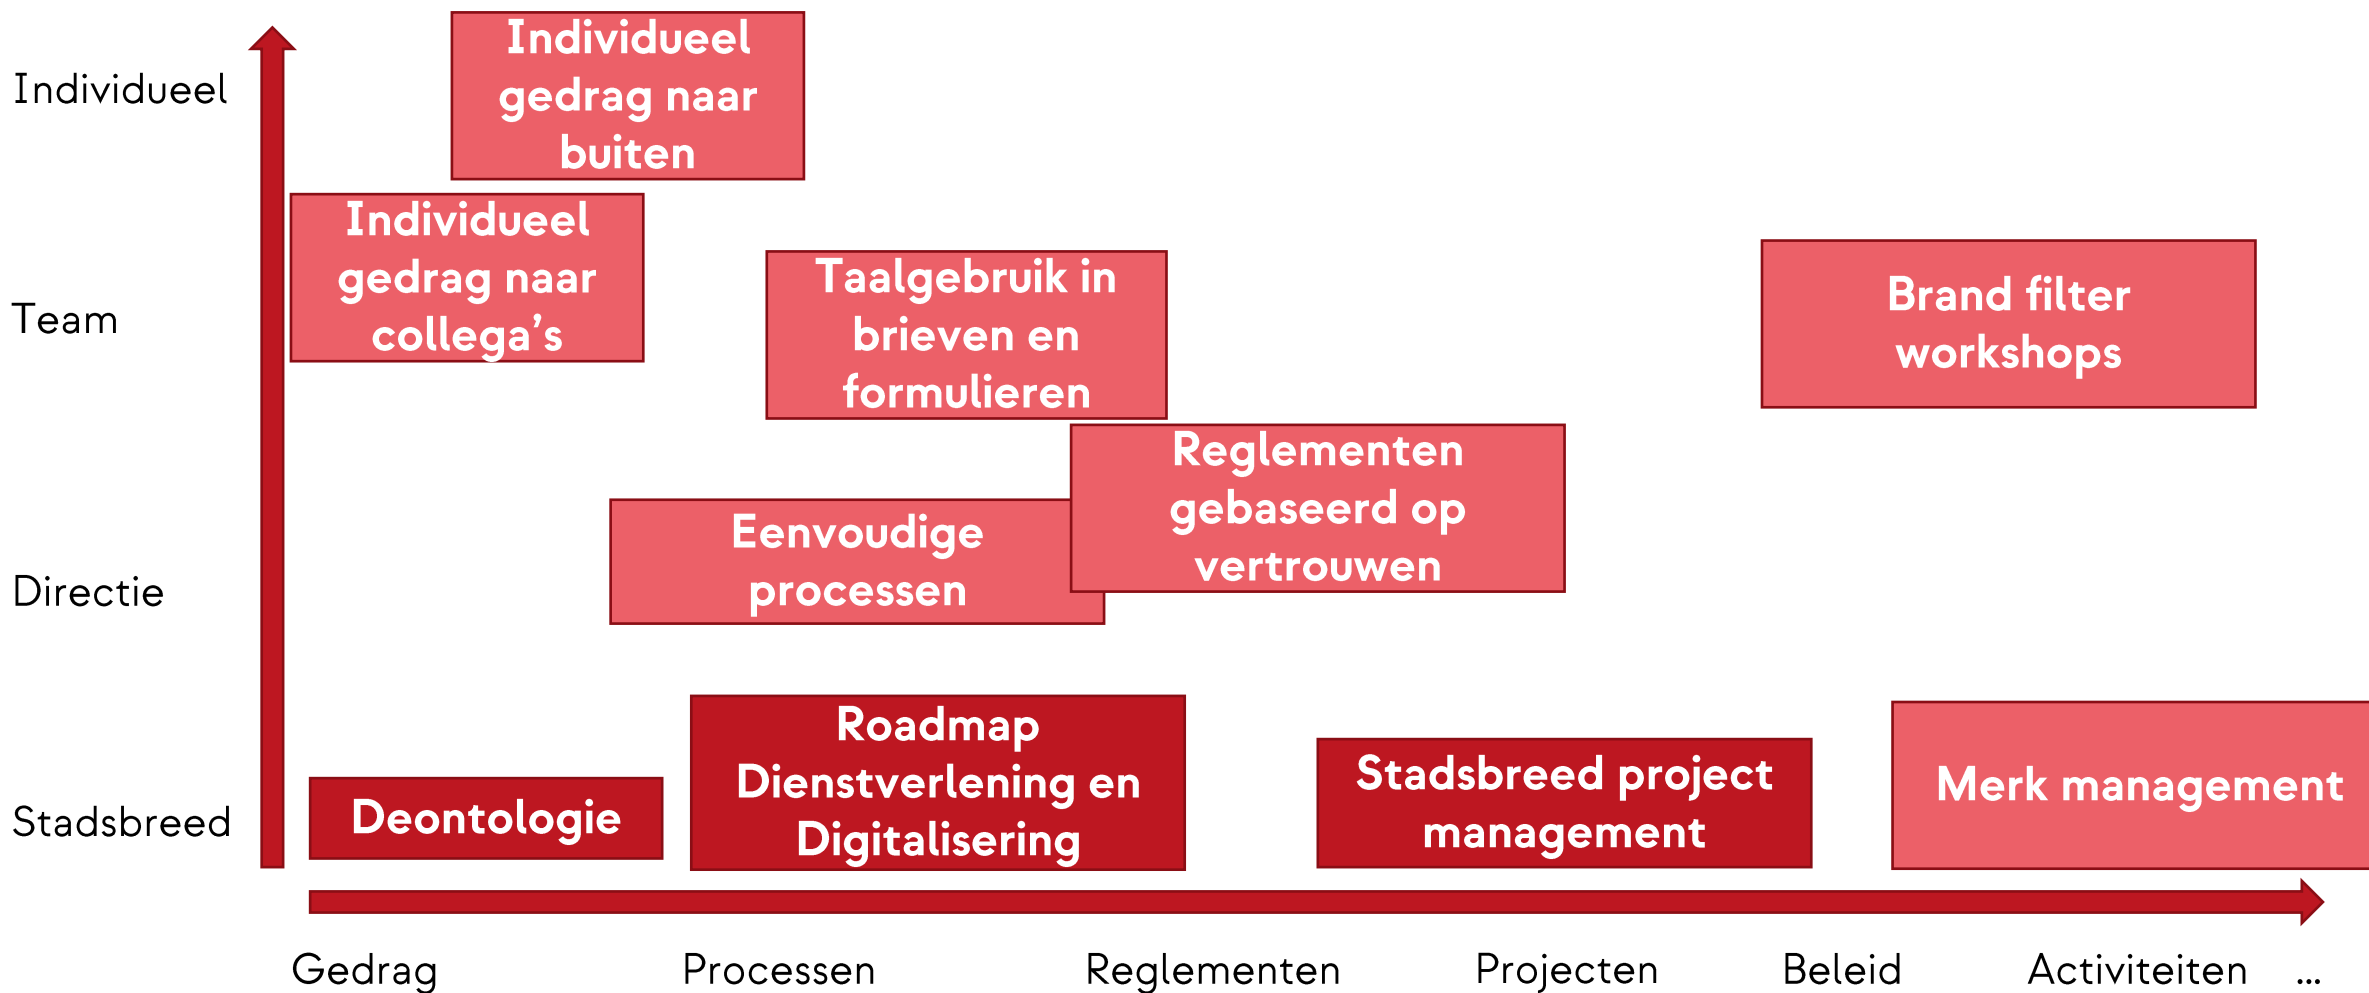 Individueel
gedrag naar
buiten
Individueel
Individueel
gedrag naar
collega’s
Team
Taalgebruik in
brieven en
formulieren
Brand filter
workshops
Reglementen
gebaseerd op
vertrouwen
Eenvoudige
processen
Directie
Roadmap
Dienstverlening en
Digitalisering
Stadsbreed project
management
Merk management
Deontologie
Stadsbreed
Gedrag
Processen
Reglementen
Projecten
Beleid
Activiteiten
...